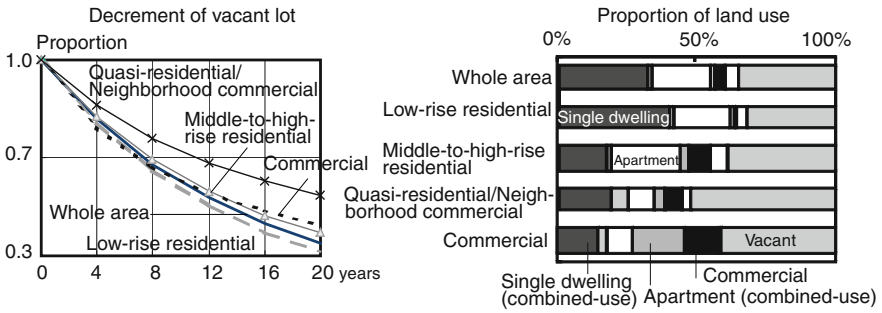 Decrement of vacant lot
Proportion
1.0
Quasi-residential/
Neighborhood commercial
Middle-to-high-
rise residential
0.7
Commercial
Whole area
Low-rise residential
0.3
0 4 8 12 16 20 years
Proportion of land use
0% 50% 100%
Whole area
Low-rise residential
Single dwelling
Middle-to-high-rise
residential
Apartment
Quasi-residential/Neigh-
borhood commercial
Commercial
Vacant
Single dwelling
(combined-use)
Commercial
Apartment (combined-use)